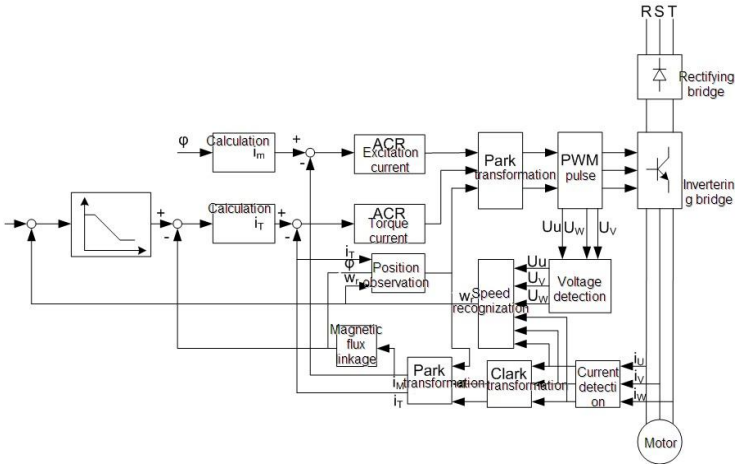 R S T
Rectifying
bridge
φ
Calculation
im
+
-
ACR
Excitation
current
Park
transformation
PWM
pulse
Inverterin
g bridge
+
-
Calculation
iT
+
-
ACR
Torque
current
Uu UW UV
iT
φ
wr
Position
observation
wr
Speed
recognization
Uu
UV
UW
Voltage
detection
Magnetic
flux
linkage
iM
iT
Park
transformation
Clark
transformation
Current
detecti
on
iU
iV
iW
Motor